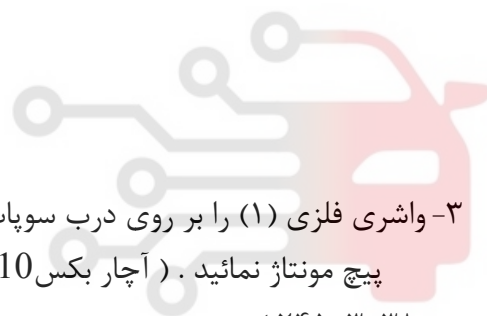 ۳- واشری فلزی (۱) را بر روی درب سوپاپ
پیچ مونتاژ نمائید . ( آچار بکس10